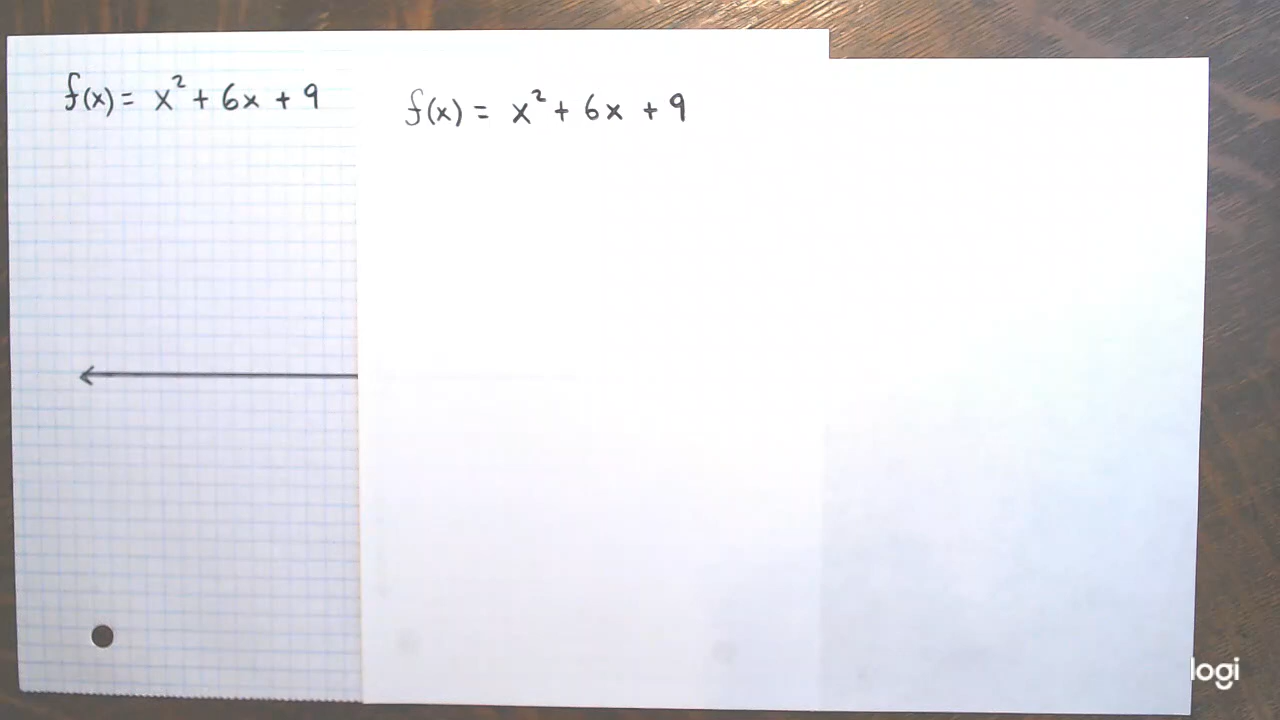 f(x) = x² + 6x + 9
f(x) = x² + 6x + 9
logi